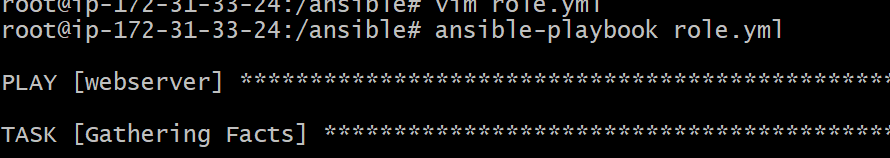 root@ip-172-31-33-24:/ansible# vim role.yml
root@ip-172-31-33-24:/ansible# ansible-playbook role.yml
PLAY [webserver] ***********************************************
TASK [Gathering Facts] *****************************************